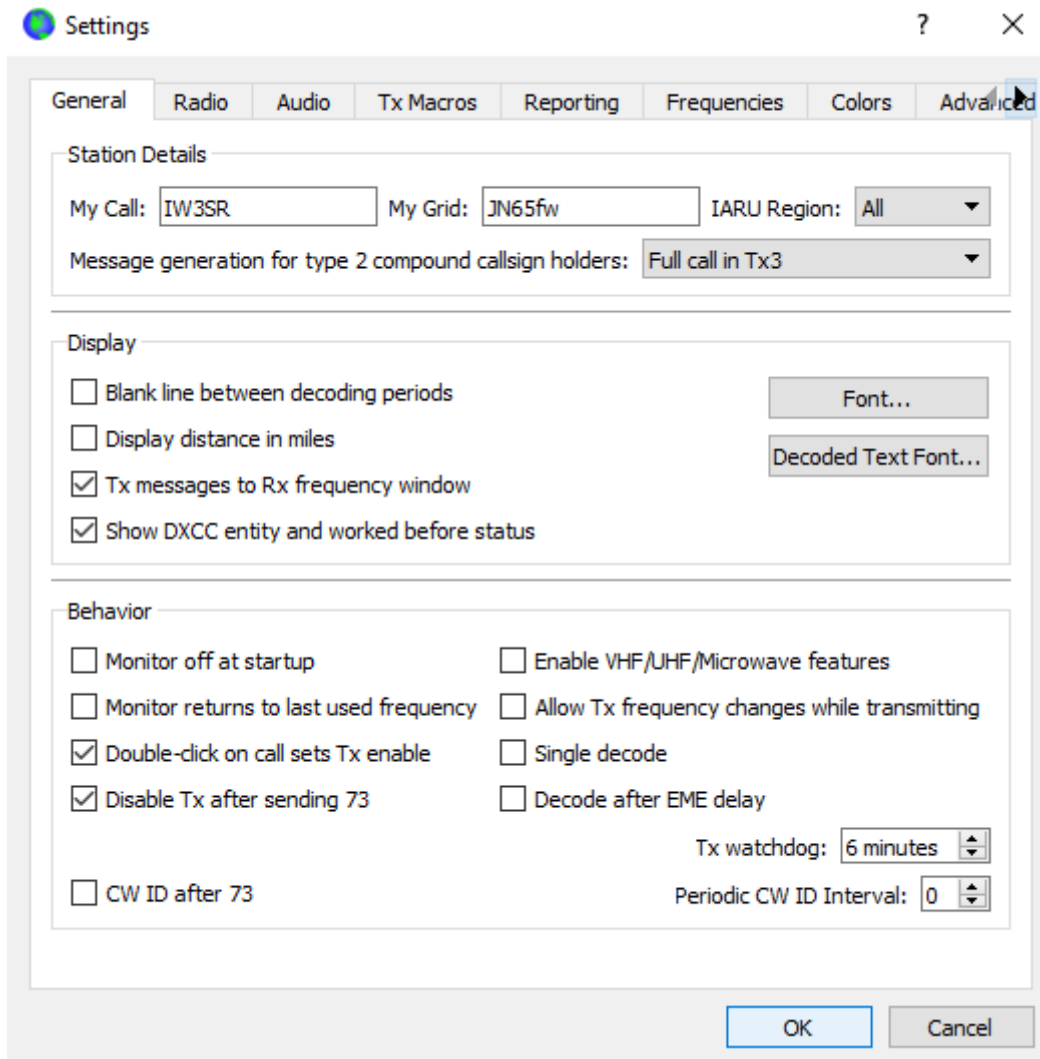 Settings ?
General Radio Audio Tx Macros Reporting Frequencies Colors Advanced
Station Details
My Call: IW3SR My Grid: JN65fw IARU Region: All
Message generation for type 2 compound callsign holders: Full call in Tx3
Display
Blank line between decoding periods Font...
Display distance in miles
Decoded Text Font...
Tx messages to Rx frequency window
Show DXCC entity and worked before status
Behavior
Monitor off at startup Enable VHF/UHF/Microwave features
Monitor returns to last used frequency Allow Tx frequency changes while transmitting
Double-click on call sets Tx enable Single decode
Disable Tx after sending 73 Decode after EME delay
Tx watchdog: 6 minutes
CW ID after 73 Periodic CW ID Interval: 0
OK Cancel